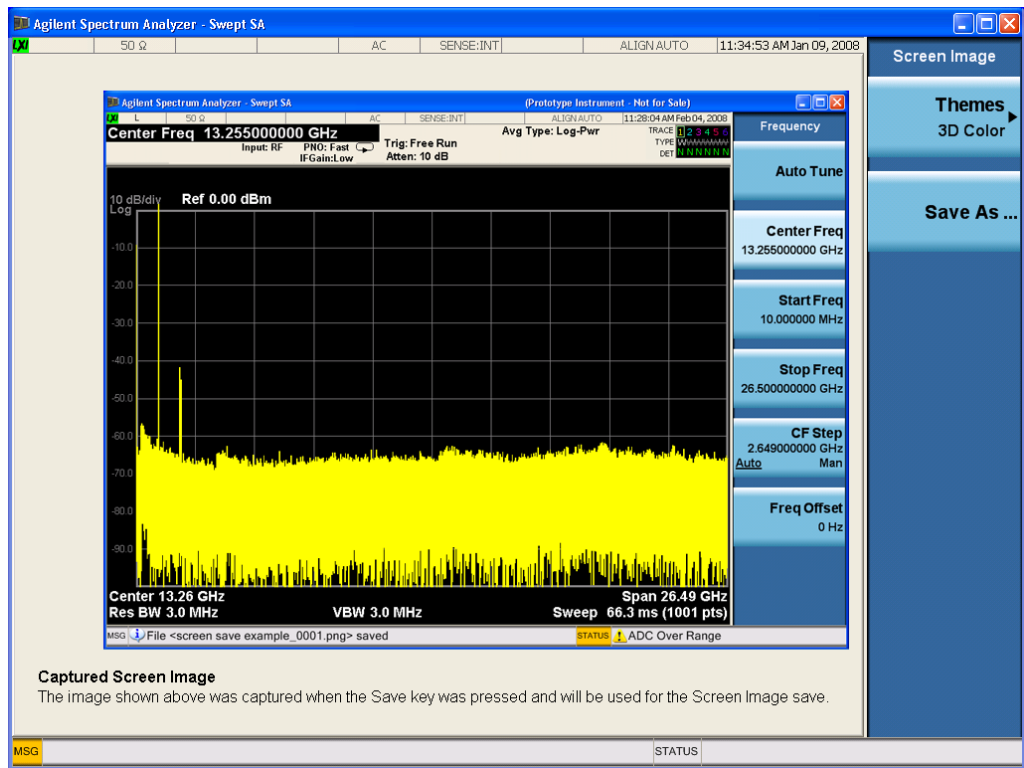 Agilent Spectrum Analyzer - Swept SA
LXI 50 Ω AC SENSE:INT ALIGN AUTO 11:34:53 AM Jan 09, 2008
Screen Image
Themes
3D Color
Save As ...
Agilent Spectrum Analyzer - Swept SA (Prototype Instrument - Not for Sale)
LXI L 50 Ω AC SENSE:INT ALIGNAUTO 11:28:04 AM Feb 04, 2008
Center Freq 13.255000000 GHz
Input: RF
PNO: Fast
IFGain:Low
Trig: Free Run
Atten: 10 dB
Avg Type: Log-Pwr
TRACE 1 2 3 4 5 6
TYPE
DET N N N N N N
Frequency
Auto Tune
Center Freq
13.255000000 GHz
Start Freq
10.000000 MHz
Stop Freq
26.500000000 GHz
CF Step
2.649000000 GHz
Auto Man
Freq Offset
0 Hz
10 dB/div Ref 0.00 dBm
Log
-10.0
-20.0
-30.0
-40.0
-50.0
-60.0
-70.0
-80.0
-90.0
Center 13.26 GHz Span 26.49 GHz
Res BW 3.0 MHz VBW 3.0 MHz Sweep 66.3 ms (1001 pts)
MSG File <screen save example_0001.png> saved STATUS ADC Over Range
Captured Screen Image
The image shown above was captured when the Save key was pressed and will be used for the Screen Image save.
MSG STATUS